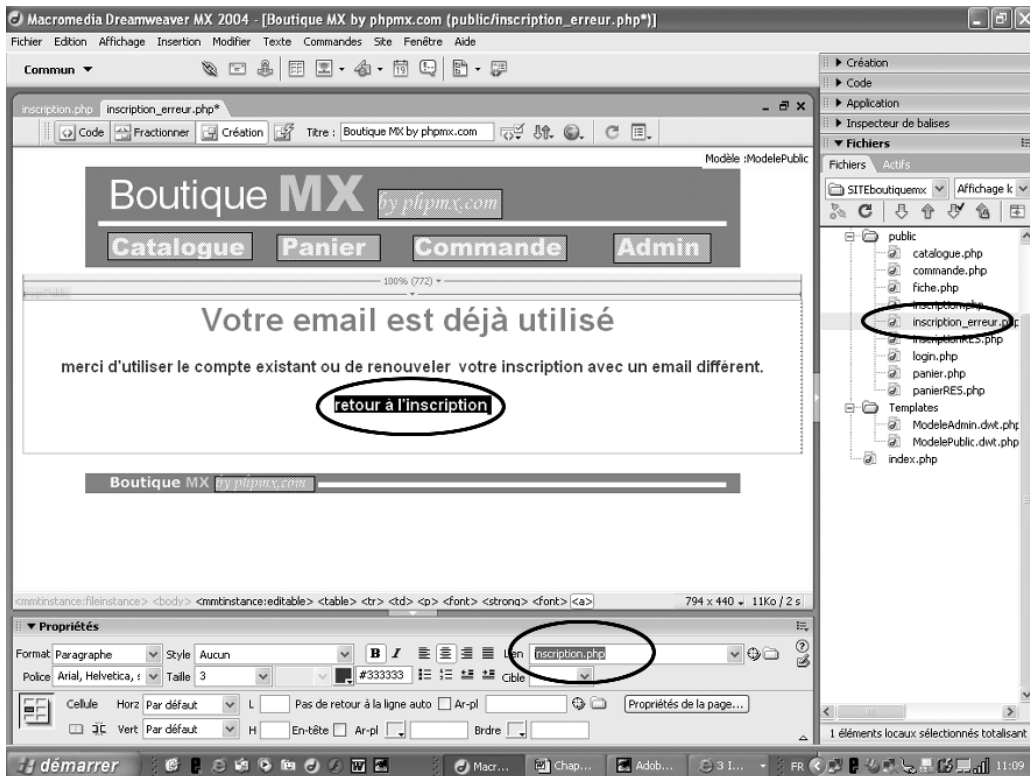 Macromedia Dreamweaver MX 2004 - [Boutique MX by phpmx.com (public/inscription_erreur.php*)]
Fichier Edition Affichage Insertion Modifier Texte Commandes Site Fenêtre Aide
Commun
inscription.php inscription_erreur.php*
Code Fractionner Création Titre : Boutique MX by phpmx.com
Modèle :ModelePublic
Boutique MX by phpmx.com
Catalogue Panier Commande Admin
100% (772)
Votre email est déjà utilisé
merci d'utiliser le compte existant ou de renouveler votre inscription avec un email différent.
retour à l'inscription
Boutique MX by phpmx.com
<mmtinstance:fileinstance> <body> <mmtinstance:editable> <table> <tr> <td> <p> <font> <strong> <font> <a> 794 x 440 11Ko / 2 s
Propriétés
Format Paragraphe Style Aucun B I Lien inscription.php
Police Arial, Helvetica, s Taille 3 #333333 Cible
Cellule Horz Par défaut L Pas de retour à la ligne auto Ar-pl Propriétés de la page...
Vert Par défaut H En-tête Ar-pl Brdre
Création
Code
Application
Inspecteur de balises
Fichiers
Fichiers Actifs
SITEboutiquemx Affichage k
public
catalogue.php
commande.php
fiche.php
inscription.php
inscription_erreur.php
inscriptionRES.php
login.php
panier.php
panierRES.php
Templates
ModeleAdmin.dwt.php
ModelePublic.dwt.php
index.php
1 éléments locaux sélectionnés totalisant
démarrer Macr... Chap... Adob... 3 I... FR 11:09